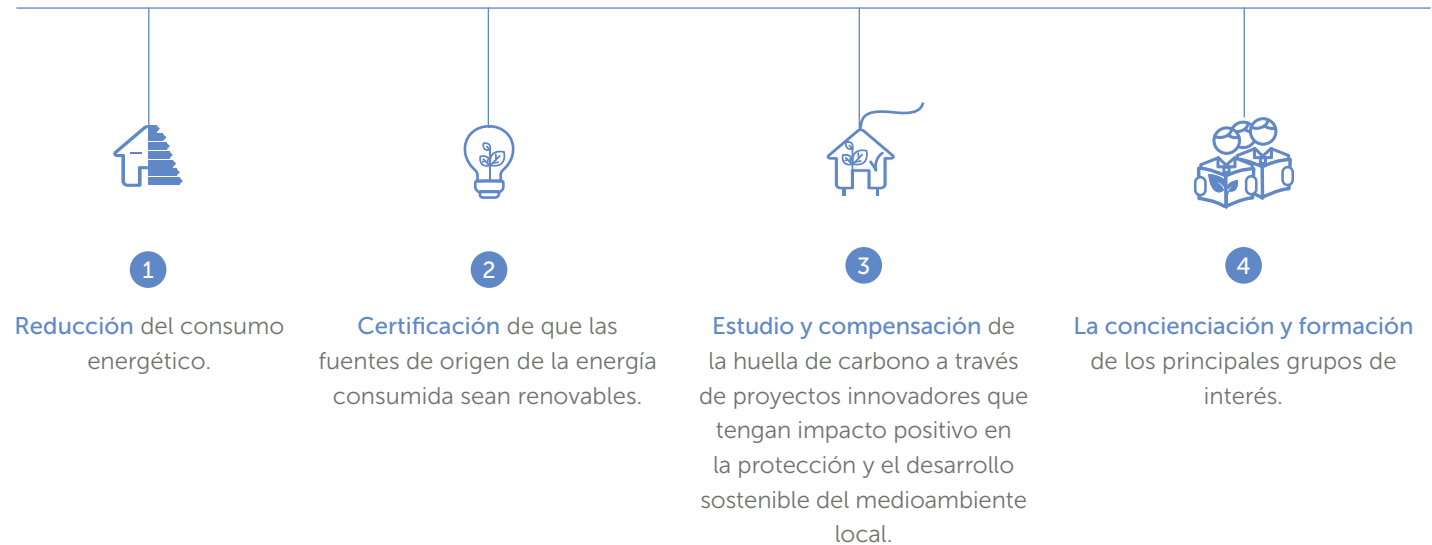 1
Reducción del consumo
energético.
2
Certificación de que las
fuentes de origen de la energía
consumida sean renovables.
3
Estudio y compensación de
la huella de carbono a través
de proyectos innovadores que
tengan impacto positivo en
la protección y el desarrollo
sostenible del medioambiente
local.
4
La concienciación y formación
de los principales grupos de
interés.